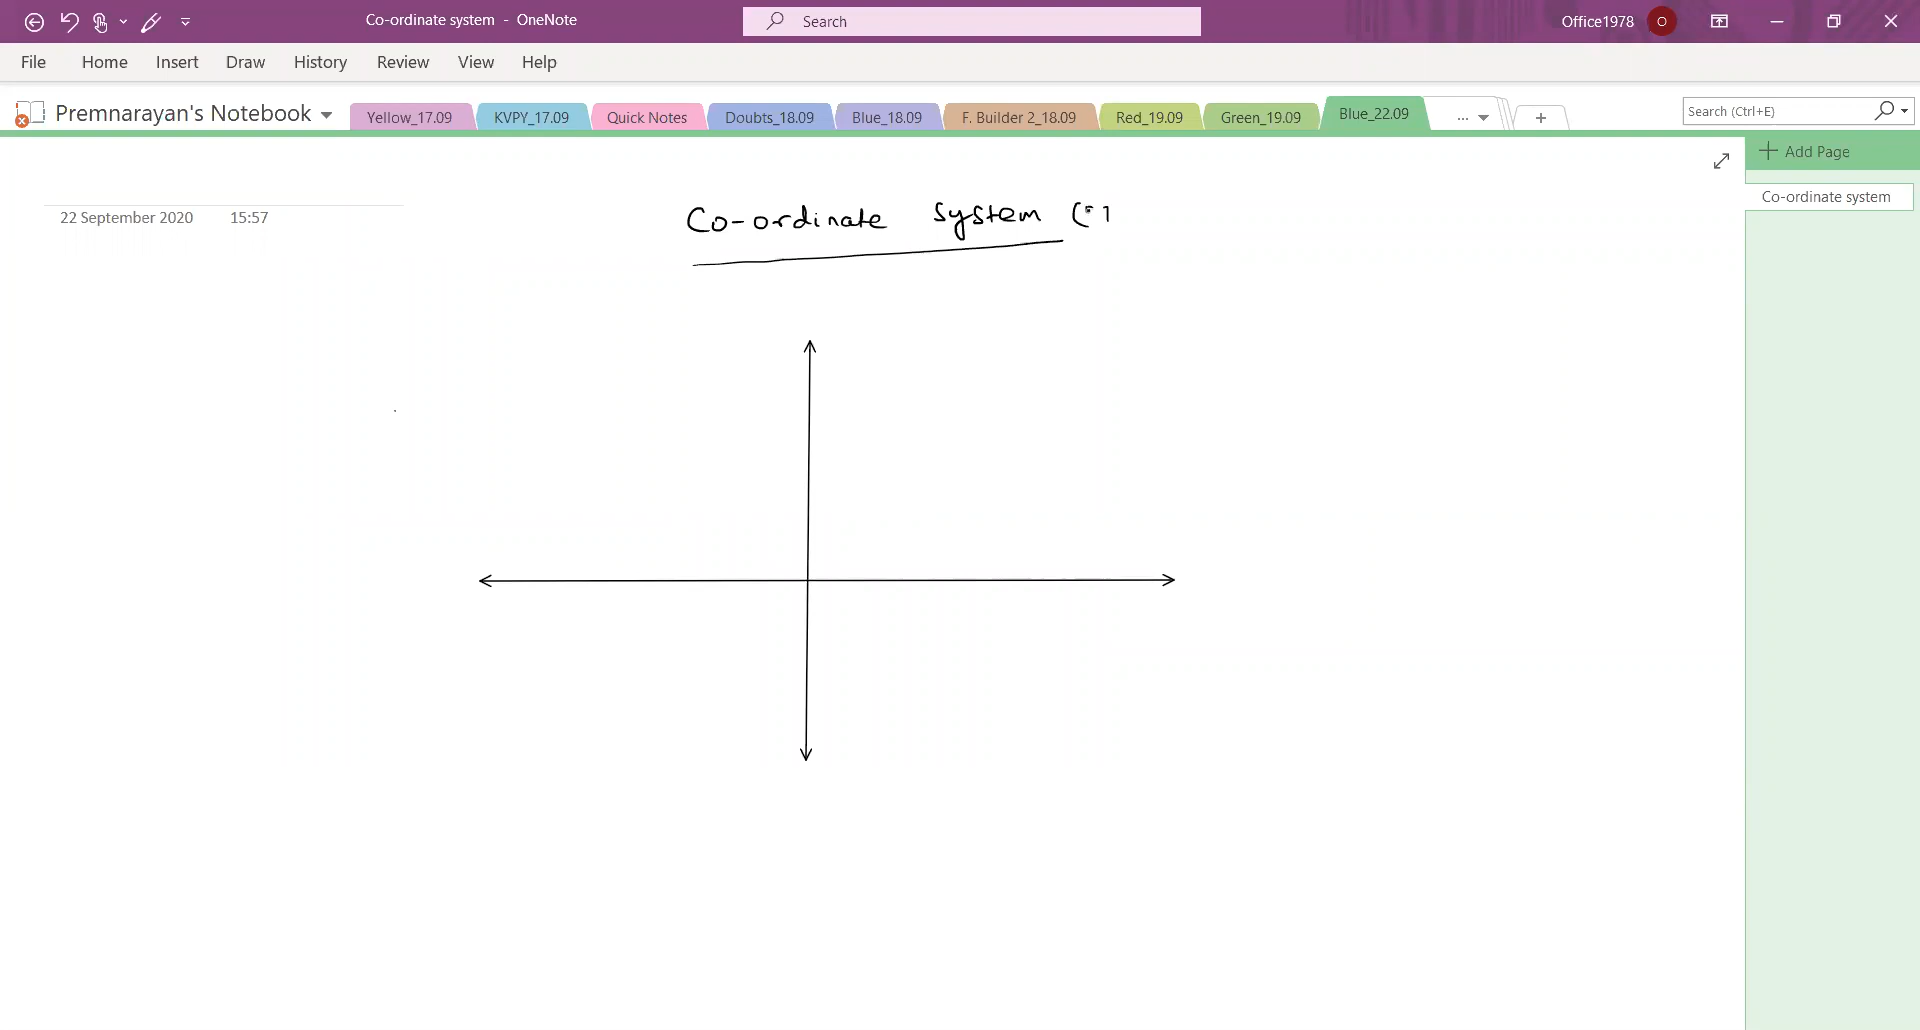 Co-ordinate system - OneNote
Search
Office1978
O
File Home Insert Draw History Review View Help
Premnarayan's Notebook
Yellow_17.09 KVPY_17.09 Quick Notes Doubts_18.09 Blue_18.09 F. Builder 2_18.09 Red_19.09 Green_19.09 Blue_22.09 ... +
Search (Ctrl+E)
Add Page
Co-ordinate system
22 September 2020 15:57
Co-ordinate system